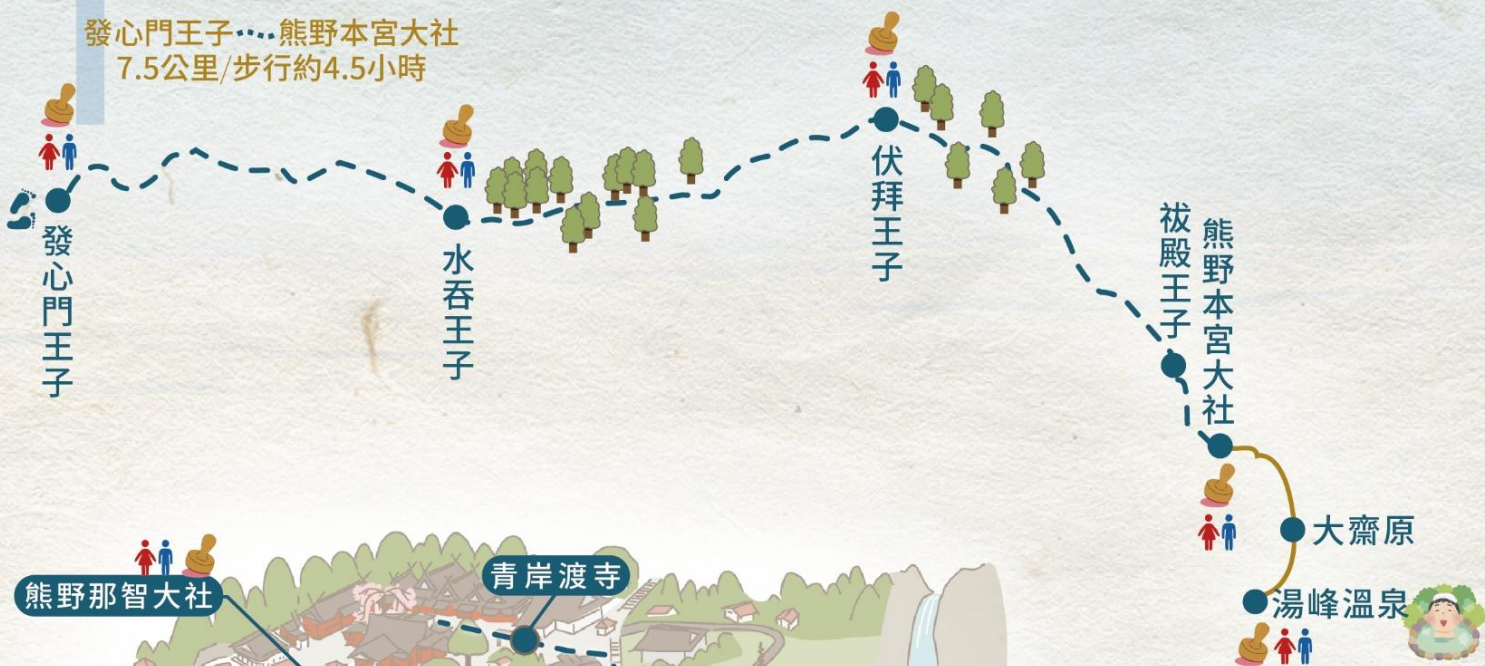 發心門王子····熊野本宮大社
7.5公里/步行約4.5小時
發心門王子
水吞王子
伏拜王子
祓殿王子
熊野本宮大社
大齋原
湯峰溫泉
熊野那智大社
青岸渡寺